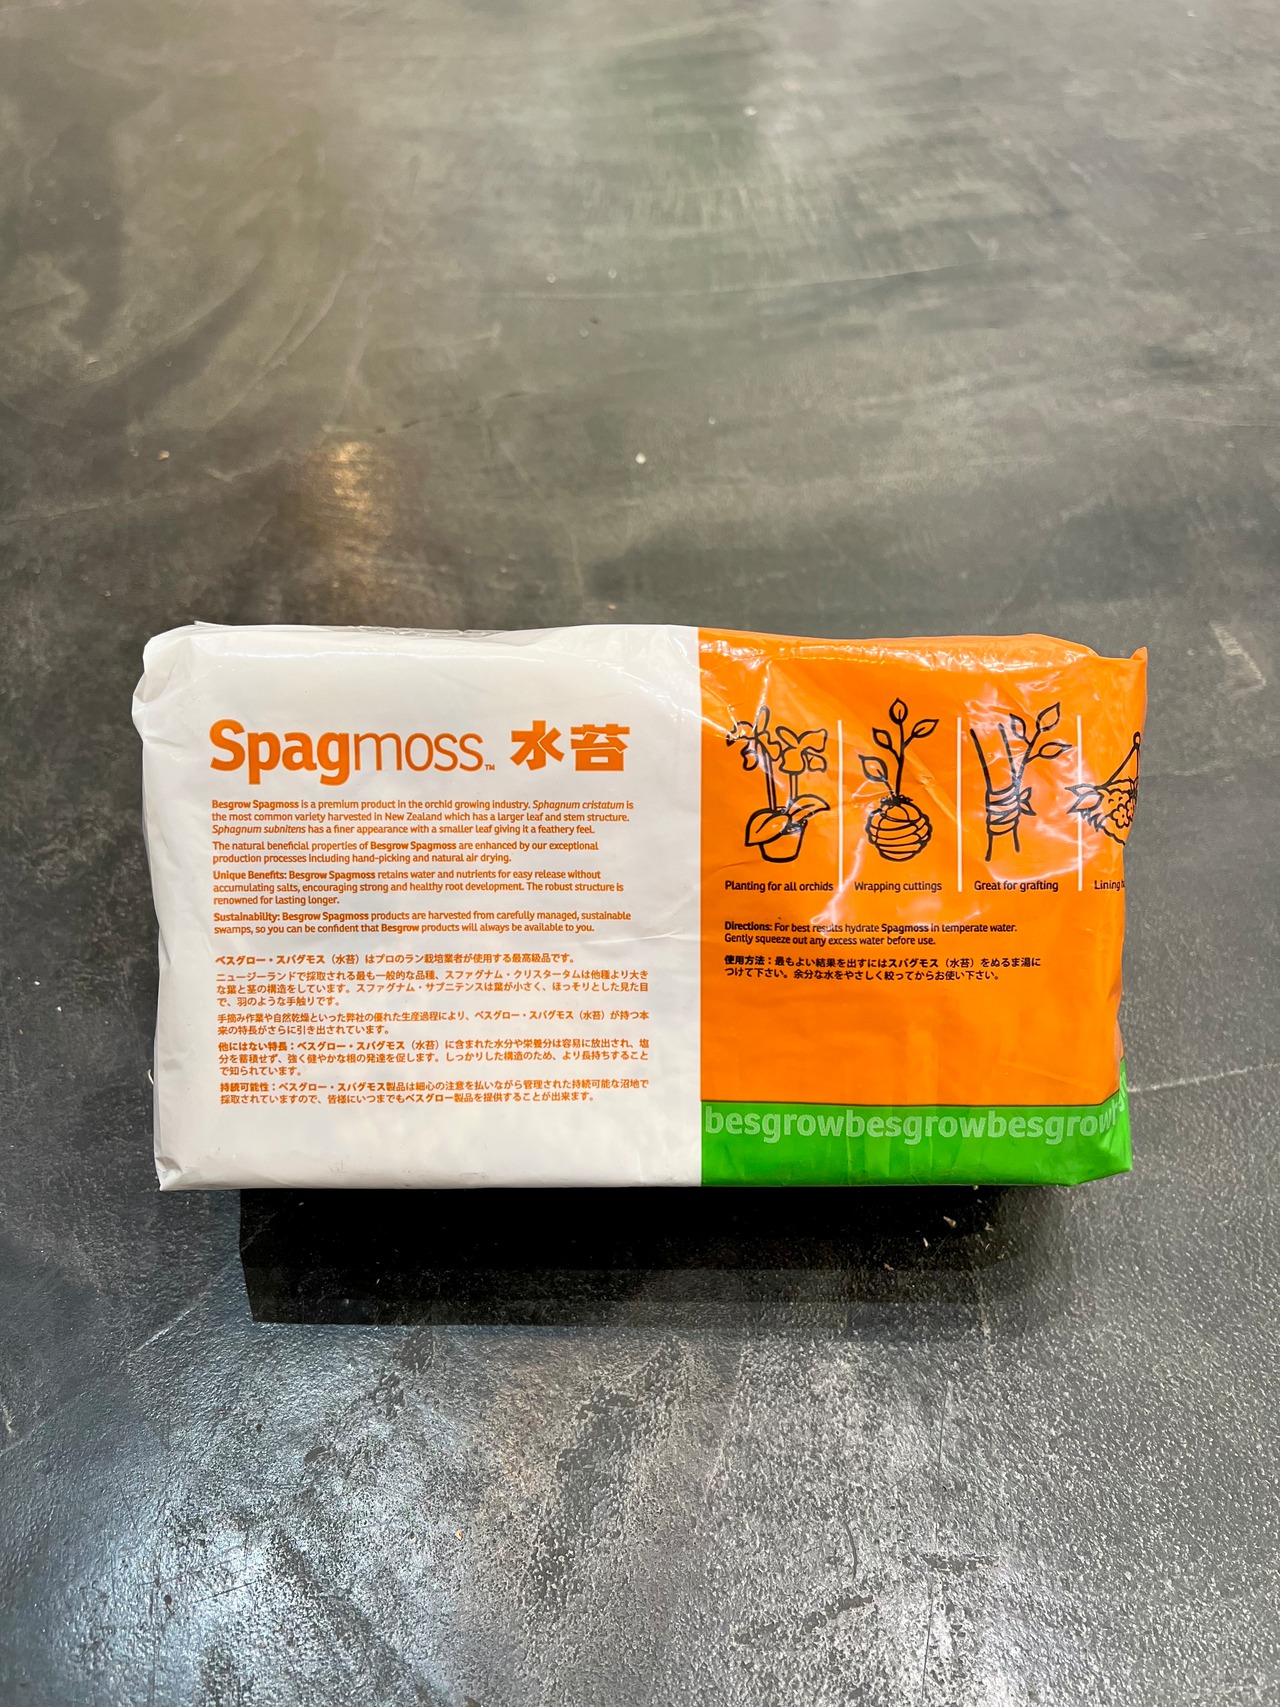 Spagmoss™ 水苔
Besgrow Spagmoss is a premium product in the orchid growing industry. Sphagnum cristatum is
the most common variety harvested in New Zealand which has a larger leaf and stem structure.
Sphagnum subnitens has a finer appearance with a smaller leaf giving it a feathery feel.
The natural beneficial properties of Besgrow Spagmoss are enhanced by our exceptional
production processes including hand-picking and natural air drying.
Unique Benefits: Besgrow Spagmoss retains water and nutrients for easy release without
accumulating salts, encouraging strong and healthy root development. The robust structure is
renowned for lasting longer.
Sustainability: Besgrow Spagmoss products are harvested from carefully managed, sustainable
swamps, so you can be confident that Besgrow products will always be available to you.
ベスグロー・スパグモス（水苔）はプロのラン栽培業者が使用する最高級品です。
ニュージーランドで採取される最も一般的な品種、スファグナム・クリスタータムは他種より大き
な葉と茎の構造をしています。スファグナム・サブニテンスは葉が小さく、ほっそりとした見た目
で、羽のような手触りです。
手摘み作業や自然乾燥といった弊社の優れた生産過程により、ベスグロー・スパグモス（水苔）が持つ本
来の特長がさらに引き出されています。
他にはない特長：ベスグロー・スパグモス（水苔）に含まれた水分や栄養分は容易に放出され、塩
分を蓄積せず、強く健やかな根の発達を促します。しっかりした構造のため、より長持ちすること
で知られています。
持続可能性：ベスグロー・スパグモス製品は細心の注意を払いながら管理された持続可能な沼地で
採取されていますので、皆様にいつまでもベスグロー製品を提供することが出来ます。
Planting for all orchids
Wrapping cuttings
Great for grafting
Lining
Directions: For best results hydrate Spagmoss in temperate water.
Gently squeeze out any excess water before use.
使用方法：最もよい結果を出すにはスパグモス（水苔）をぬるま湯に
つけて下さい。余分な水をやさしく絞ってからお使い下さい。
besgrowbesgrowbesgrow